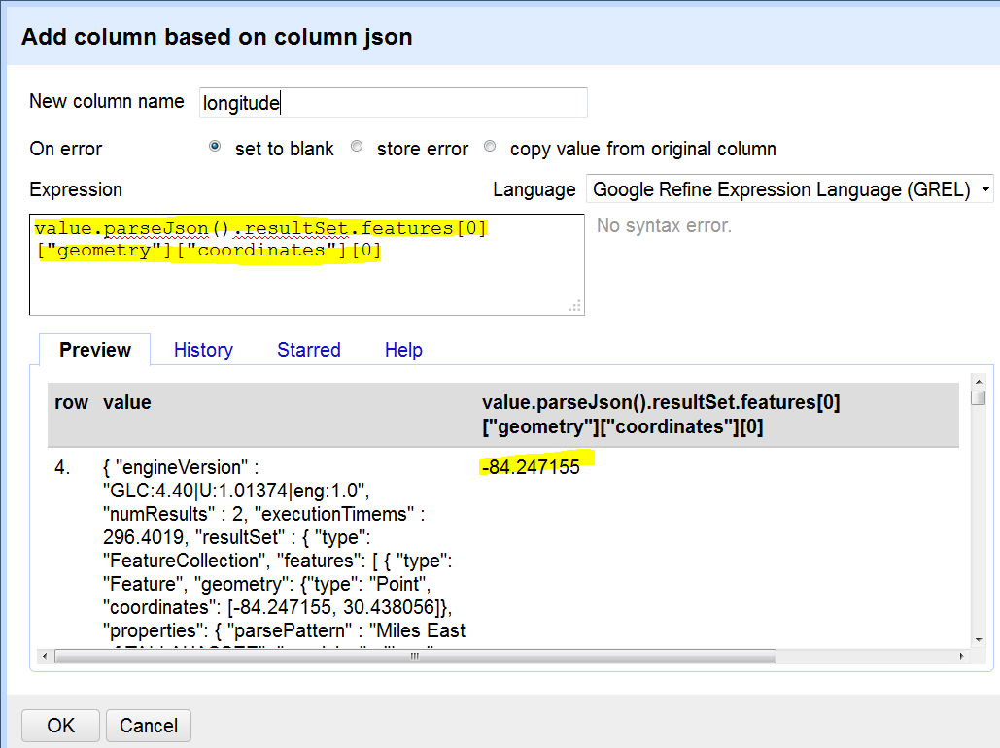 Add column based on column json
New column name longitude
On error set to blank store error copy value from original column
Expression Language Google Refine Expression Language (GREL)
value.parseJson().resultSet.features[0]
["geometry"]["coordinates"][0]
No syntax error.
Preview History Starred Help
row value value.parseJson().resultSet.features[0]
["geometry"]["coordinates"][0]
4. { "engineVersion" : -84.247155
"GLC:4.40|U:1.01374|eng:1.0",
"numResults" : 2, "executionTimems" :
296.4019, "resultSet" : { "type":
"FeatureCollection", "features": [ { "type":
"Feature", "geometry": {"type": "Point",
"coordinates": [-84.247155, 30.438056]},
"properties": { "parsePattern" : "Miles East
OK Cancel